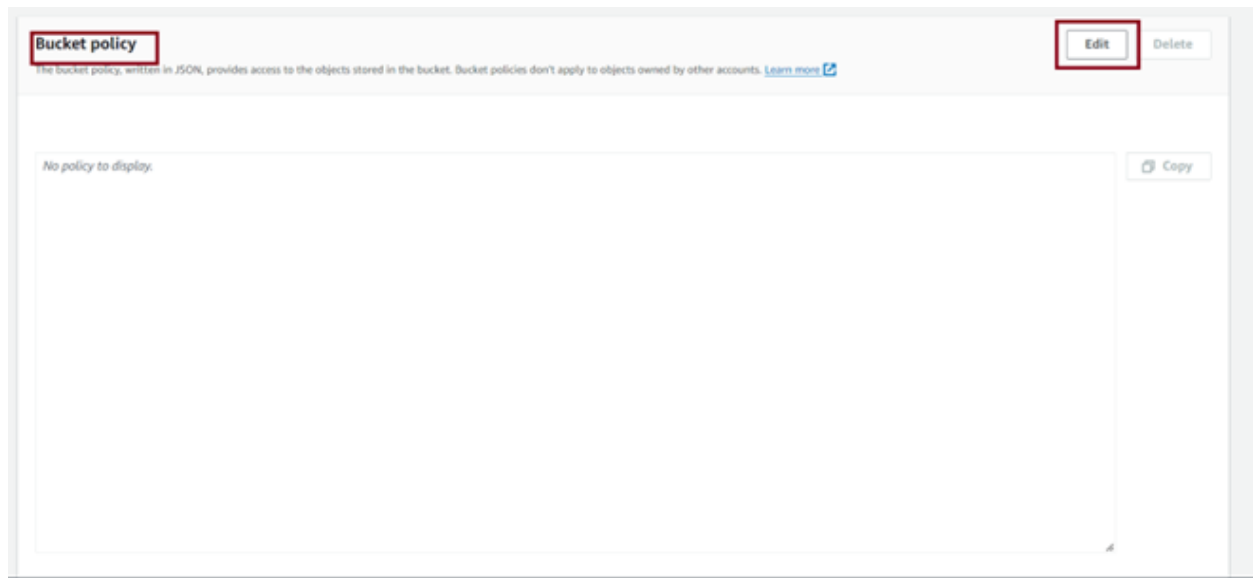 Bucket policy
Edit
Delete
The bucket policy, written in JSON, provides access to the objects stored in the bucket. Bucket policies don't apply to objects owned by other accounts. Learn more
No policy to display.
Copy